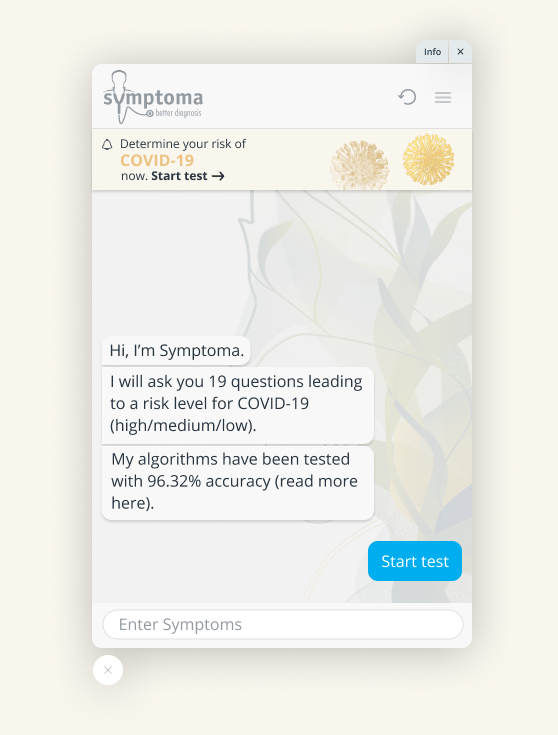 Info ×
symptoma
better diagnosis
Determine your risk of
COVID-19
now. Start test →
Hi, I’m Symptoma.
I will ask you 19 questions leading
to a risk level for COVID-19
(high/medium/low).
My algorithms have been tested
with 96.32% accuracy (read more
here).
Start test
Enter Symptoms
×